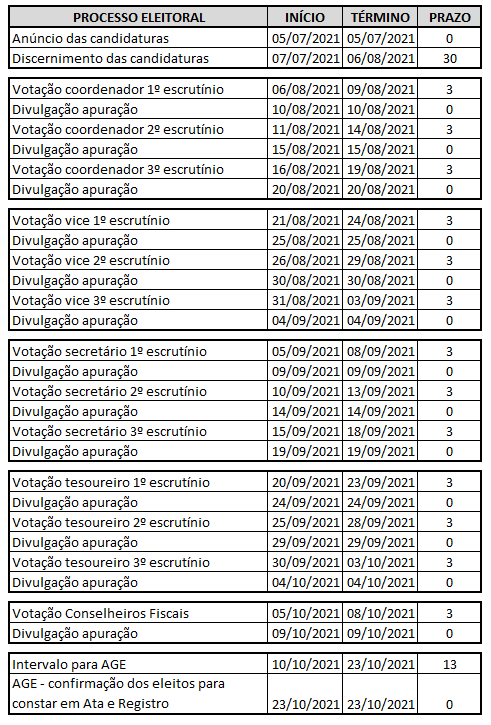 PROCESSO ELEITORAL INÍCIO TÉRMINO PRAZO
Anúncio das candidaturas 05/07/2021 05/07/2021 0
Discernimento das candidaturas 07/07/2021 06/08/2021 30
Votação coordenador 1º escrutínio 06/08/2021 09/08/2021 3
Divulgação apuração 10/08/2021 10/08/2021 0
Votação coordenador 2º escrutínio 11/08/2021 14/08/2021 3
Divulgação apuração 15/08/2021 15/08/2021 0
Votação coordenador 3º escrutínio 16/08/2021 19/08/2021 3
Divulgação apuração 20/08/2021 20/08/2021 0
Votação vice 1º escrutínio 21/08/2021 24/08/2021 3
Divulgação apuração 25/08/2021 25/08/2021 0
Votação vice 2º escrutínio 26/08/2021 29/08/2021 3
Divulgação apuração 30/08/2021 30/08/2021 0
Votação vice 3º escrutínio 31/08/2021 03/09/2021 3
Divulgação apuração 04/09/2021 04/09/2021 0
Votação secretário 1º escrutínio 05/09/2021 08/09/2021 3
Divulgação apuração 09/09/2021 09/09/2021 0
Votação secretário 2º escrutínio 10/09/2021 13/09/2021 3
Divulgação apuração 14/09/2021 14/09/2021 0
Votação secretário 3º escrutínio 15/09/2021 18/09/2021 3
Divulgação apuração 19/09/2021 19/09/2021 0
Votação tesoureiro 1º escrutínio 20/09/2021 23/09/2021 3
Divulgação apuração 24/09/2021 24/09/2021 0
Votação tesoureiro 2º escrutínio 25/09/2021 28/09/2021 3
Divulgação apuração 29/09/2021 29/09/2021 0
Votação tesoureiro 3º escrutínio 30/09/2021 03/10/2021 3
Divulgação apuração 04/10/2021 04/10/2021 0
Votação Conselheiros Fiscais 05/10/2021 08/10/2021 3
Divulgação apuração 09/10/2021 09/10/2021 0
Intervalo para AGE 10/10/2021 23/10/2021 13
AGE - confirmação dos eleitos para
constar em Ata e Registro 23/10/2021 23/10/2021 0